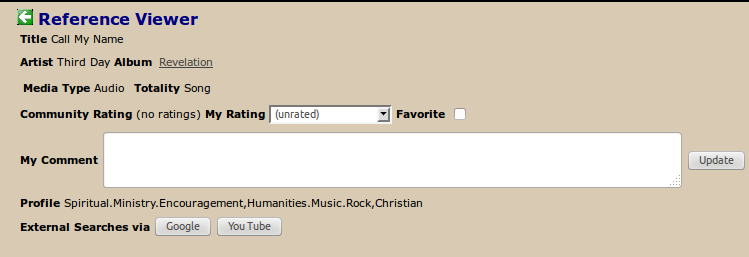 Reference Viewer
Title Call My Name
Artist Third Day Album Revelation
Media Type Audio Totality Song
Community Rating (no ratings) My Rating (unrated) Favorite
My Comment Update
Profile Spiritual.Ministry.Encouragement,Humanities.Music.Rock,Christian
External Searches via Google You Tube